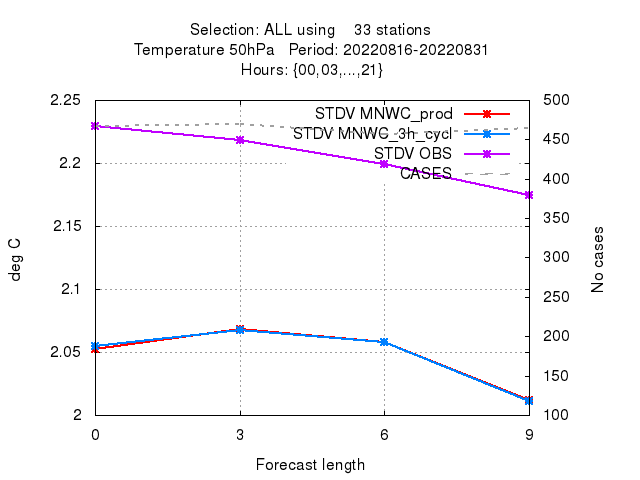 Selection: ALL using    33 stations
Temperature 50hPa   Period: 20220816-20220831
Hours: {00,03,...,21}
2.25
2.2
2.15
2.1
2.05
2
500
450
400
350
300
250
200
150
100
STDV MNWC_prod
STDV MNWC_3h_cycl
STDV OBS
CASES
deg C
No cases
0 3 6 9
Forecast length